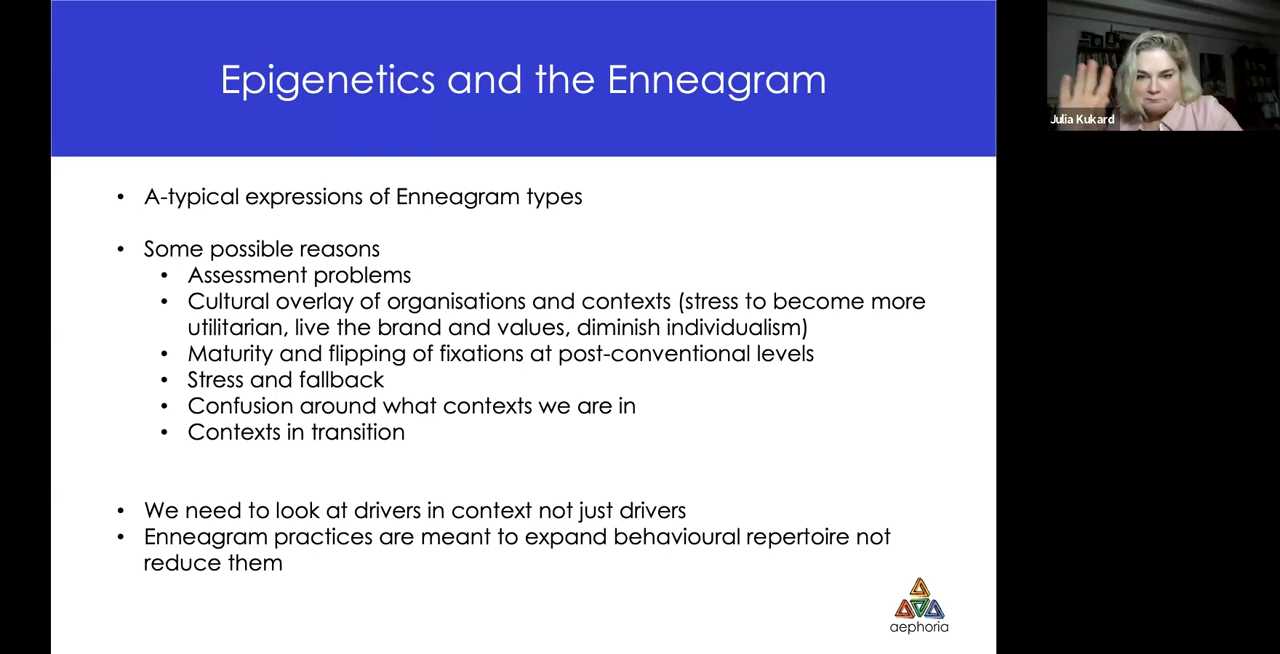 Epigenetics and the Enneagram
Julia Kukard
• A-typical expressions of Enneagram types
• Some possible reasons
• Assessment problems
• Cultural overlay of organisations and contexts (stress to become more
utilitarian, live the brand and values, diminish individualism)
• Maturity and flipping of fixations at post-conventional levels
• Stress and fallback
• Confusion around what contexts we are in
• Contexts in transition
• We need to look at drivers in context not just drivers
• Enneagram practices are meant to expand behavioural repertoire not
reduce them
aephoria